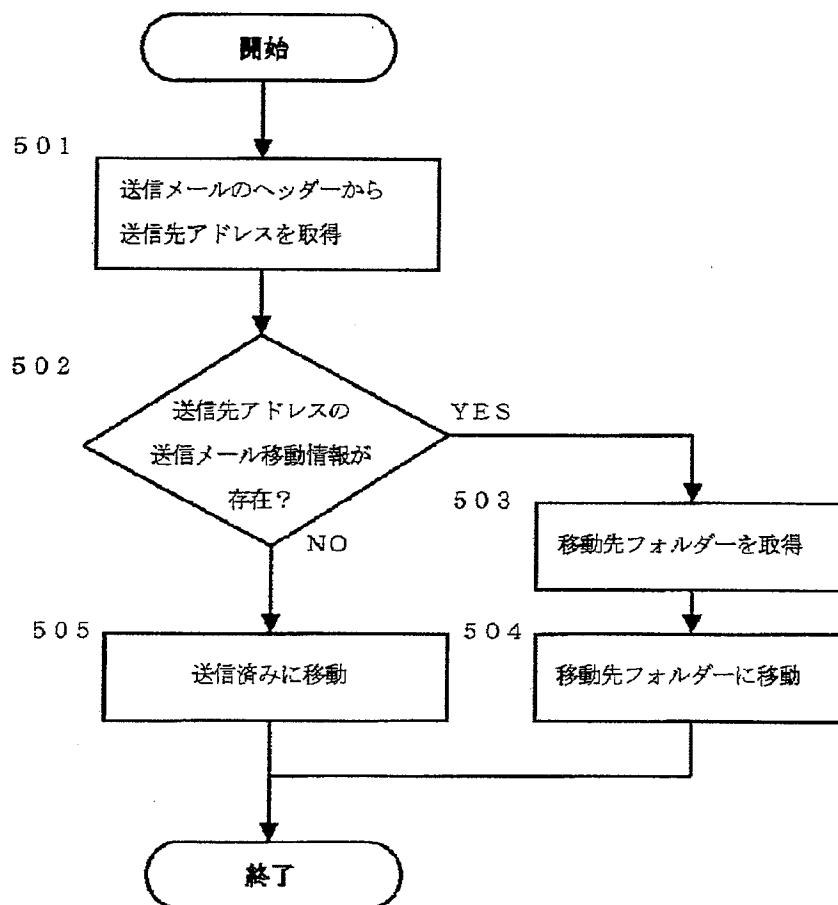 開始
501
送信メールのヘッダーから
送信先アドレスを取得
502
送信先アドレスの
送信メール移動情報が
存在?
YES
NO
503
移動先フォルダーを取得
504
移動先フォルダーに移動
505
送信済みに移動
終了